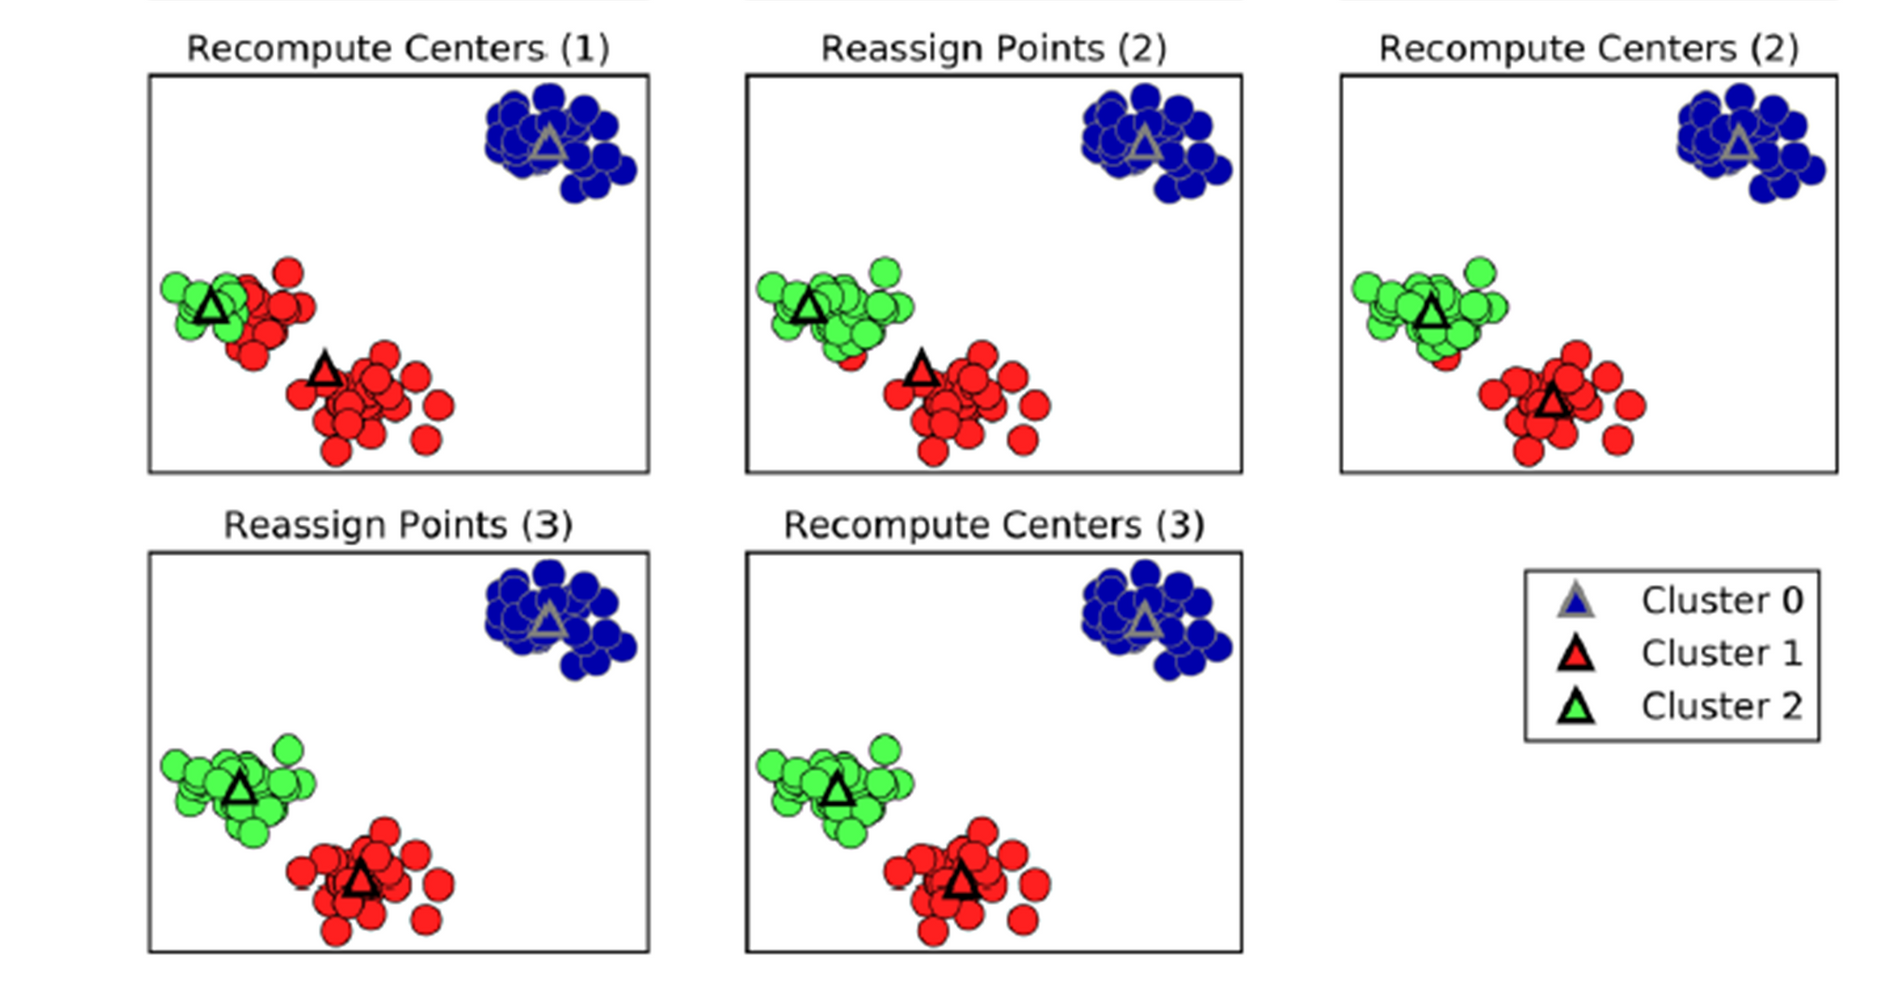 Recompute Centers (1)
Reassign Points (2)
Recompute Centers (2)
Reassign Points (3)
Recompute Centers (3)
Cluster 0
Cluster 1
Cluster 2